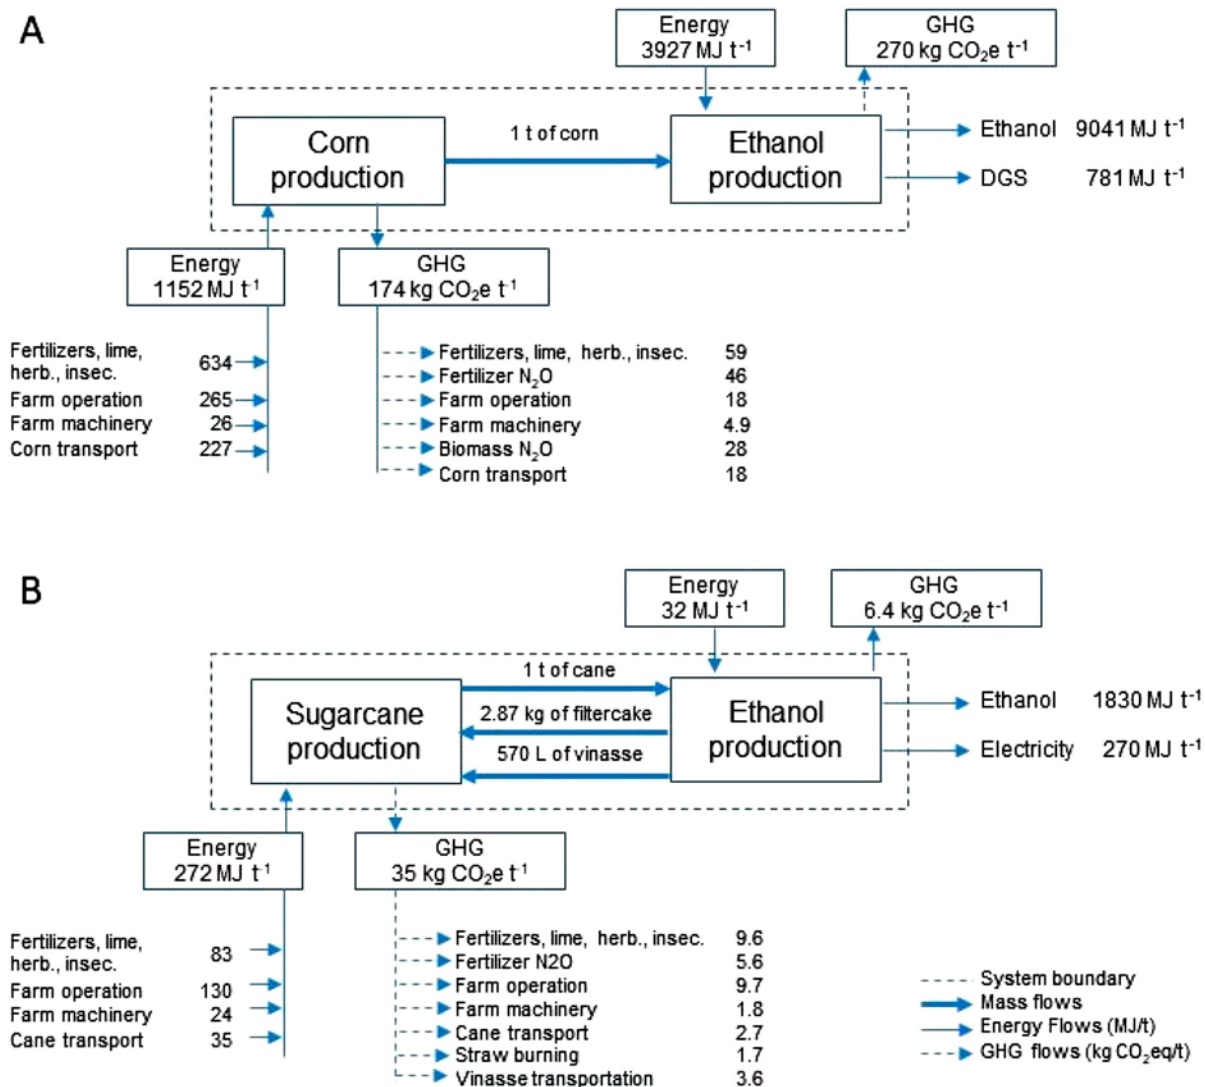 A
Energy
3927 MJ t⁻¹
GHG
270 kg CO₂e t⁻¹
Corn
production
1 t of corn
Ethanol
production
Ethanol 9041 MJ t⁻¹
DGS 781 MJ t⁻¹
Energy
1152 MJ t⁻¹
GHG
174 kg CO₂e t⁻¹
Fertilizers, lime,
herb., insec. 634
Farm operation 265
Farm machinery 26
Corn transport 227
Fertilizers, lime, herb., insec. 59
Fertilizer N₂O 46
Farm operation 18
Farm machinery 4.9
Biomass N₂O 28
Corn transport 18
B
Energy
32 MJ t⁻¹
GHG
6.4 kg CO₂e t⁻¹
Sugarcane
production
1 t of cane
2.87 kg of filtercake
570 L of vinasse
Ethanol
production
Ethanol 1830 MJ t⁻¹
Electricity 270 MJ t⁻¹
Energy
272 MJ t⁻¹
GHG
35 kg CO₂e t⁻¹
Fertilizers, lime,
herb., insec. 83
Farm operation 130
Farm machinery 24
Cane transport 35
Fertilizers, lime, herb., insec. 9.6
Fertilizer N2O 5.6
Farm operation 9.7
Farm machinery 1.8
Cane transport 2.7
Straw burning 1.7
Vinasse transportation 3.6
System boundary
Mass flows
Energy Flows (MJ/t)
GHG flows (kg CO₂eq/t)